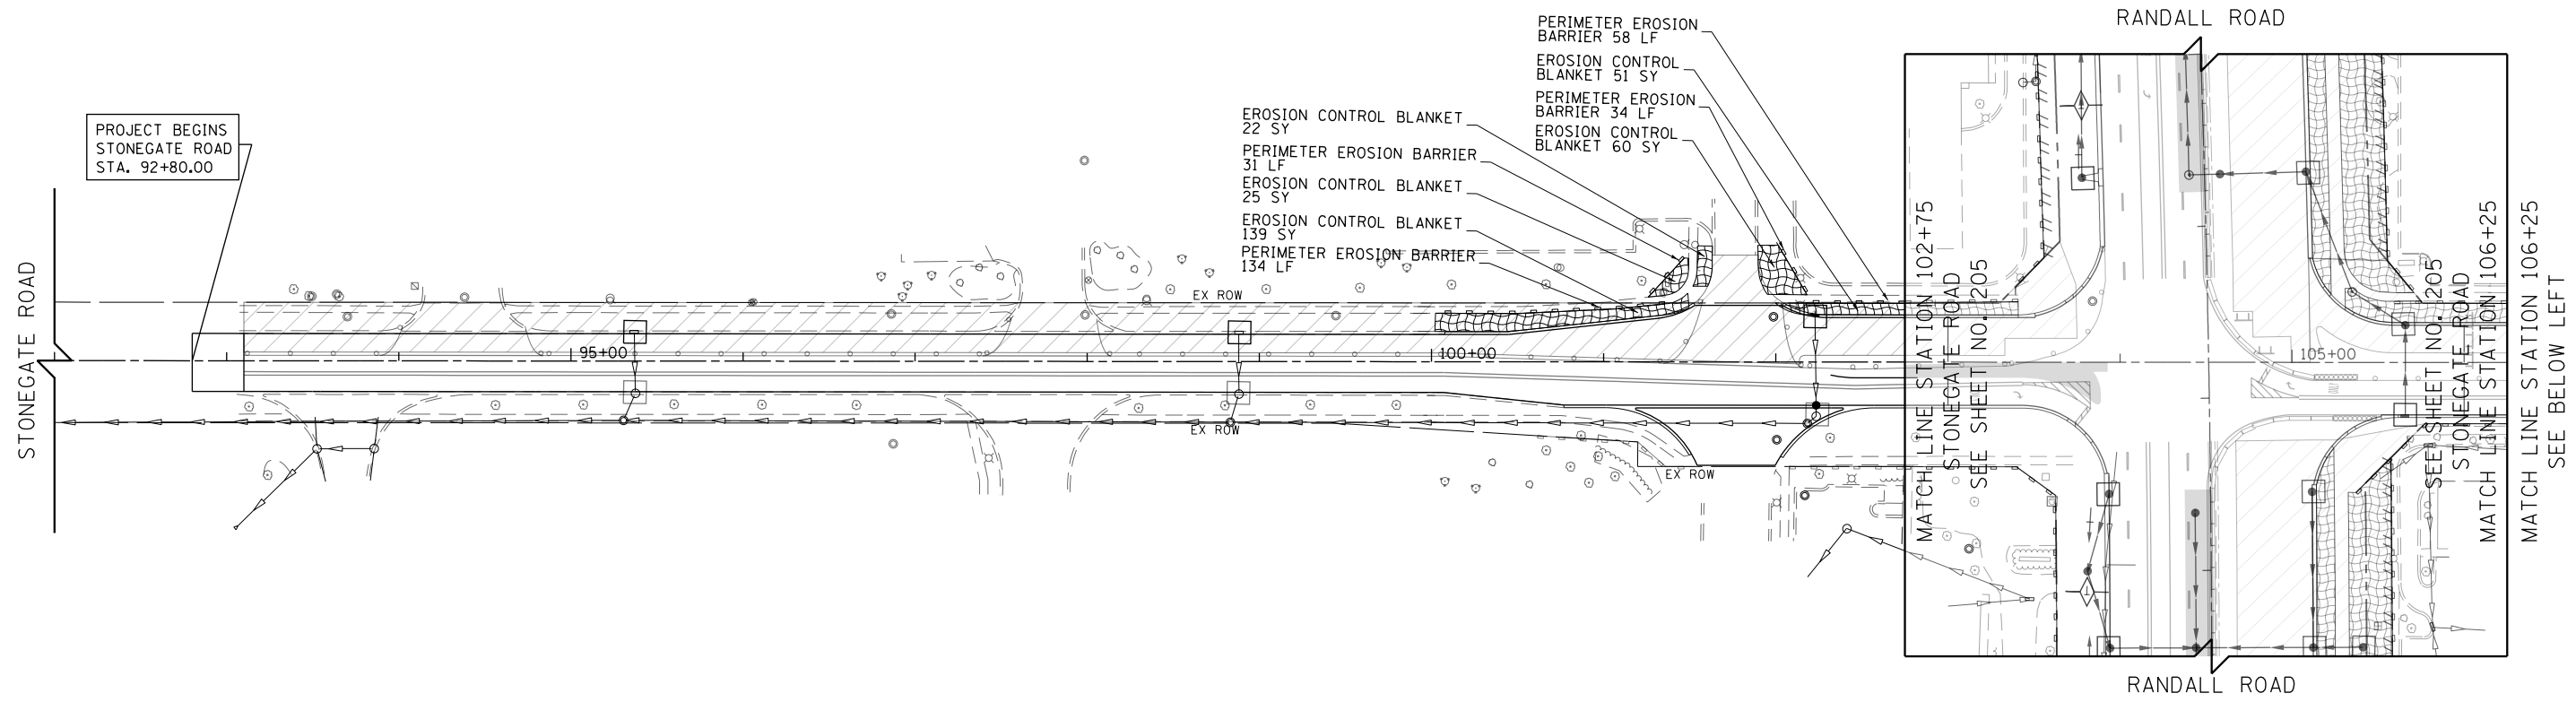 RANDALL ROAD
PERIMETER EROSION
BARRIER 58 LF
EROSION CONTROL
BLANKET 51 SY
PERIMETER EROSION
BARRIER 34 LF
EROSION CONTROL
BLANKET 60 SY
EROSION CONTROL BLANKET
22 SY
PERIMETER EROSION BARRIER
31 LF
EROSION CONTROL BLANKET
25 SY
EROSION CONTROL BLANKET
139 SY
PERIMETER EROSION BARRIER
134 LF
PROJECT BEGINS
STONEGATE ROAD
STA. 92+80.00
STONEGATE ROAD
EX ROW
95+00
100+00
105+00
EX ROW
EX ROW
MATCH LINE STATION 102+75
STONEGATE ROAD
SEE SHEET NO. 205
SEE SHEET NO. 205
STONEGATE ROAD
MATCH LINE STATION 106+25
MATCH LINE STATION 106+25
SEE BELOW LEFT
RANDALL ROAD